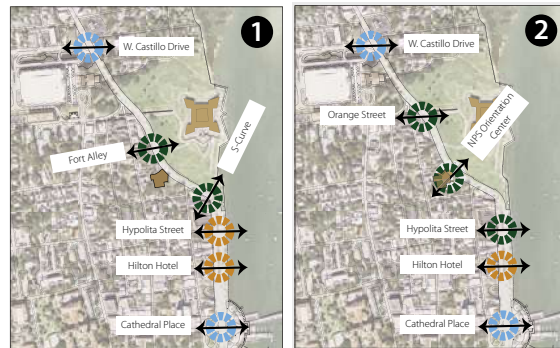 1
W. Castillo Drive
Fort Alley
S-Curve
Hypolita Street
Hilton Hotel
Cathedral Place
2
W. Castillo Drive
Orange Street
NPS Orientation
Center
Hypolita Street
Hilton Hotel
Cathedral Place